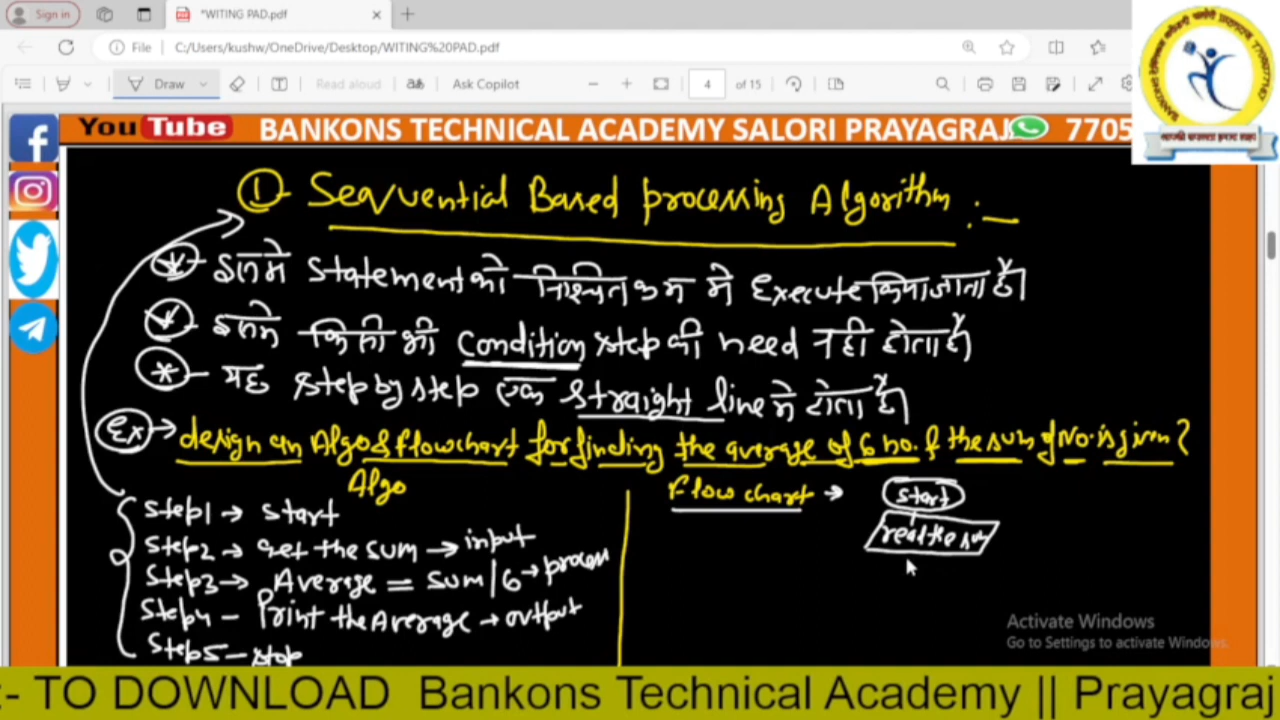 Sign in
*WITING PAD.pdf
File C:/Users/kushw/OneDrive/Desktop/WITING%20PAD.pdf
Draw Read aloud Ask Copilot 4 of 15
YouTube BANKONS TECHNICAL ACADEMY SALORI PRAYAGRAJ 7705
① Sequential Based processing Algorithm :-
* - इसमे Statement को निश्चित क्रम मे Execute किया जाता है।
* - इसमे किसी भी condition step की need नही होता है।
* - यह step by step एक straight line मे होता है।
Ex → design an Algo & flowchart for finding the average of 6 no. if the sum of No. is given?
Algo
Step1 → start
Step2 → get the sum → input
Step3 → Average = sum/6 → process
Step4 - Print the Average → output
Step5 - stop
Flow chart →
start
read the sum
Activate Windows
Go to Settings to activate Windows.
:- TO DOWNLOAD Bankons Technical Academy || Prayagraj